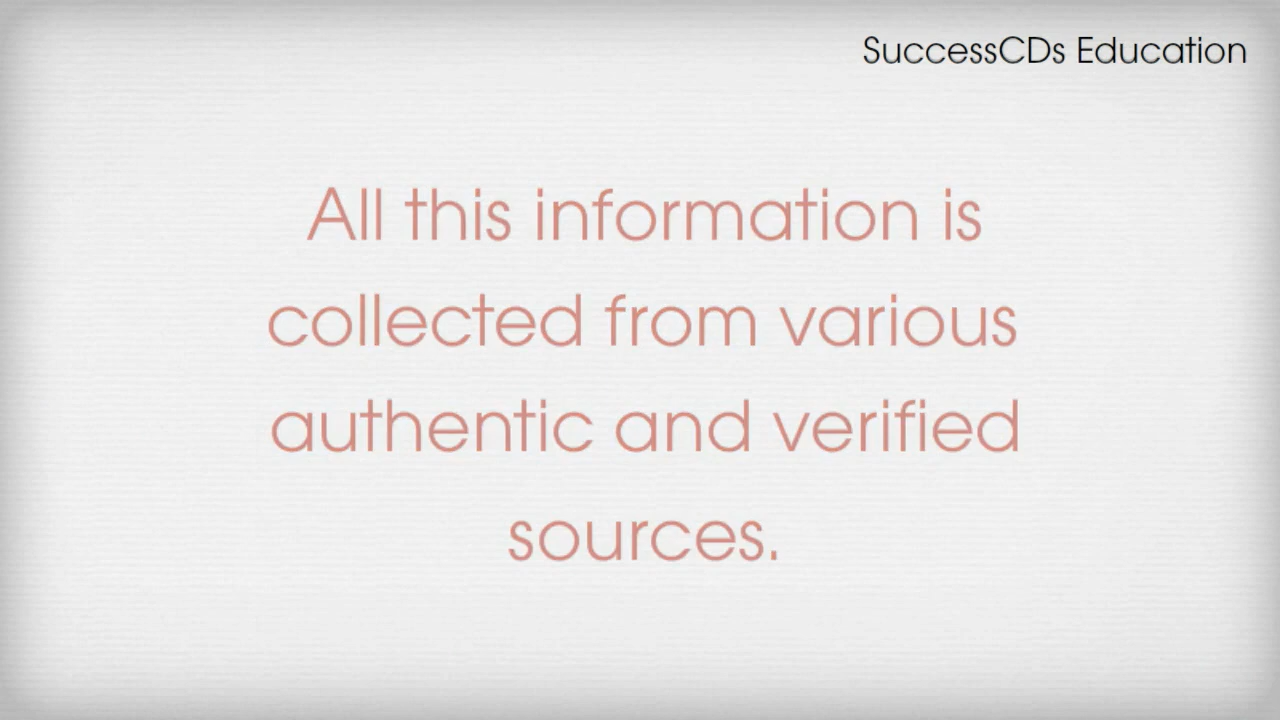 SuccessCDs Education
All this information is
collected from various
authentic and verified
sources.